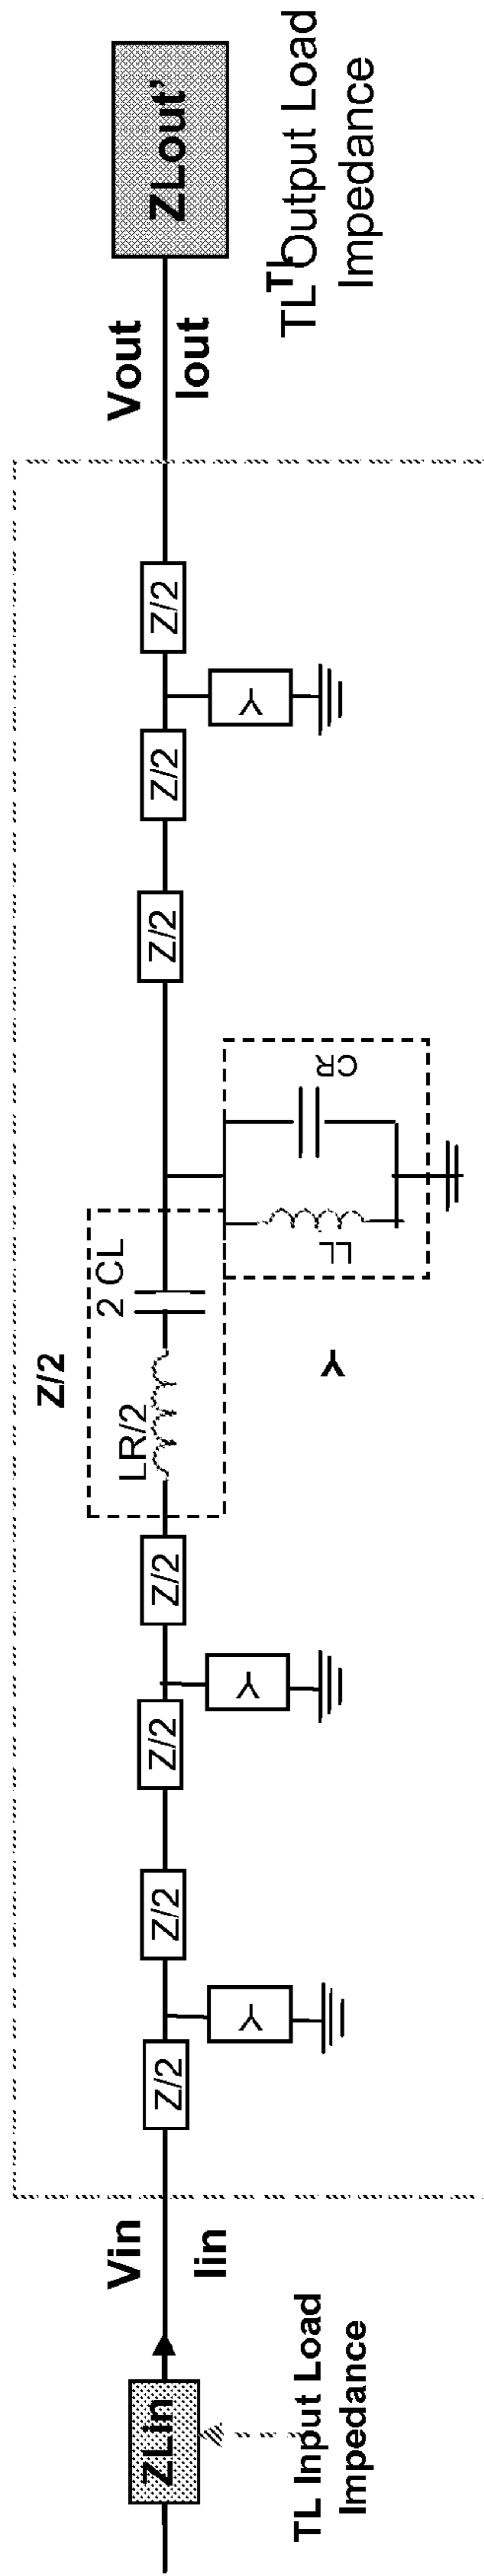 ZLin
TL Input Load
Impedance
Vin
Iin
Z/2
Y
Z/2
Z/2
Y
Z/2
Z/2
LR/2
2 CL
Z/2
LL
CR
Y
Z/2
Z/2
Y
Z/2
Vout
Iout
ZLout'
TL
TL Output Load
Impedance